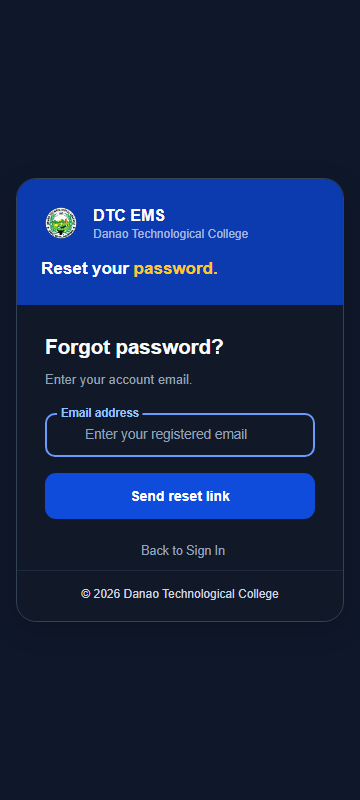 DTC EMS
Danao Technological College
Reset your password.
Forgot password?
Enter your account email.
Email address
Enter your registered email
Send reset link
Back to Sign In
© 2026 Danao Technological College